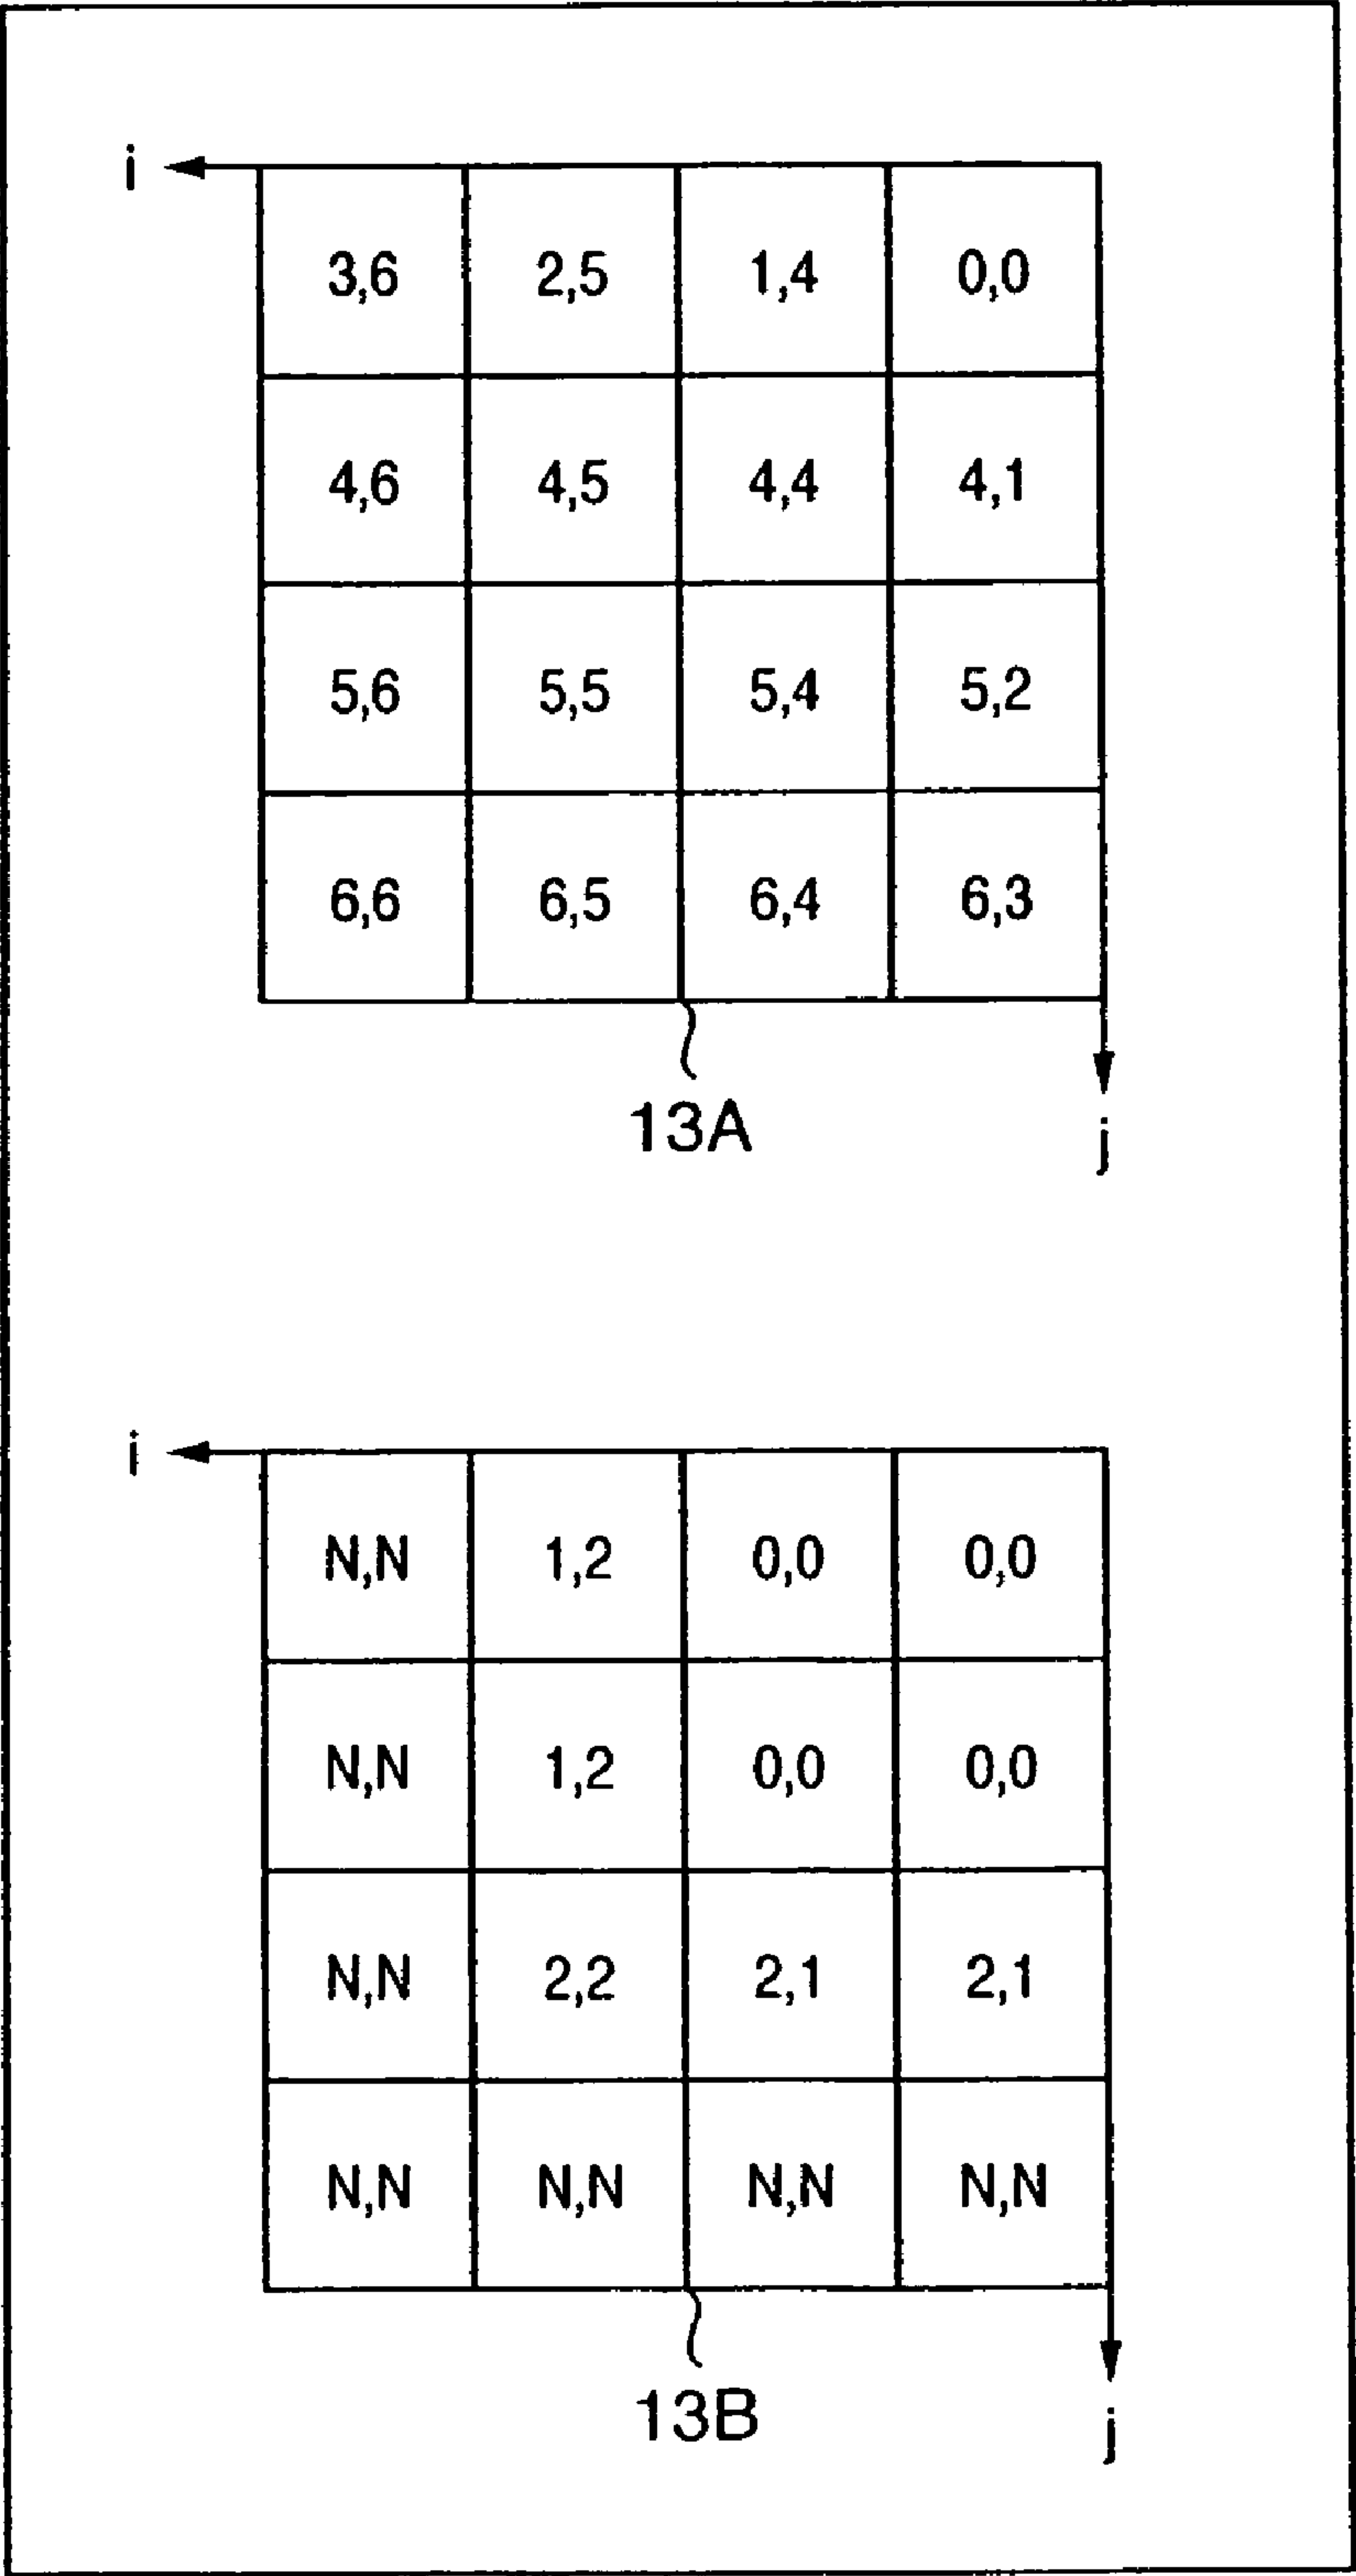 i
3,6 2,5 1,4 0,0
4,6 4,5 4,4 4,1
5,6 5,5 5,4 5,2
6,6 6,5 6,4 6,3
13A
j
i
N,N 1,2 0,0 0,0
N,N 1,2 0,0 0,0
N,N 2,2 2,1 2,1
N,N N,N N,N N,N
13B
j